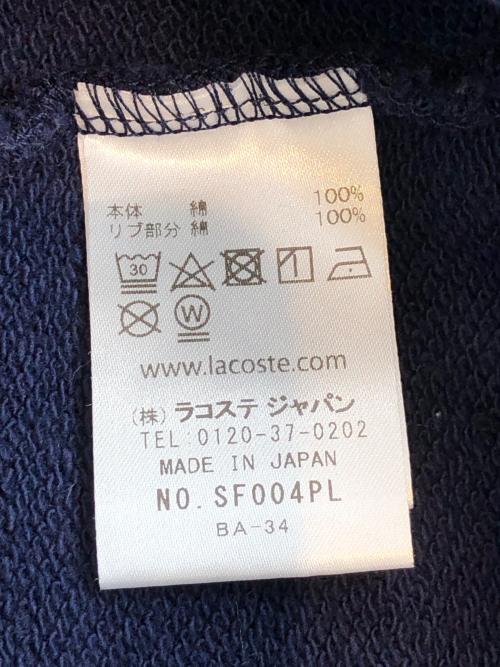 本体 綿 100%
リブ部分 綿 100%
30
W
www.lacoste.com
(株) ラコステ ジャパン
TEL:0120-37-0202
MADE IN JAPAN
NO. SF004PL
BA-34